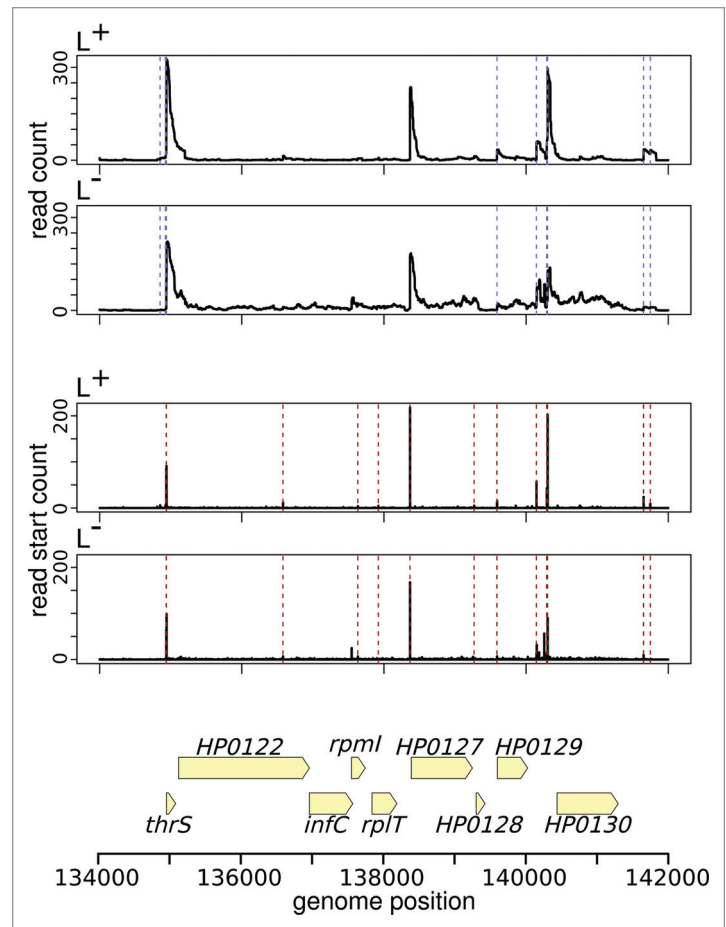 L+
300
0
read count
L-
300
0
L+
200
0
read start count
L-
200
0
HP0122 rpmI HP0127 HP0129
thrS infC rplT HP0128 HP0130
134000 136000 138000 140000 142000
genome position